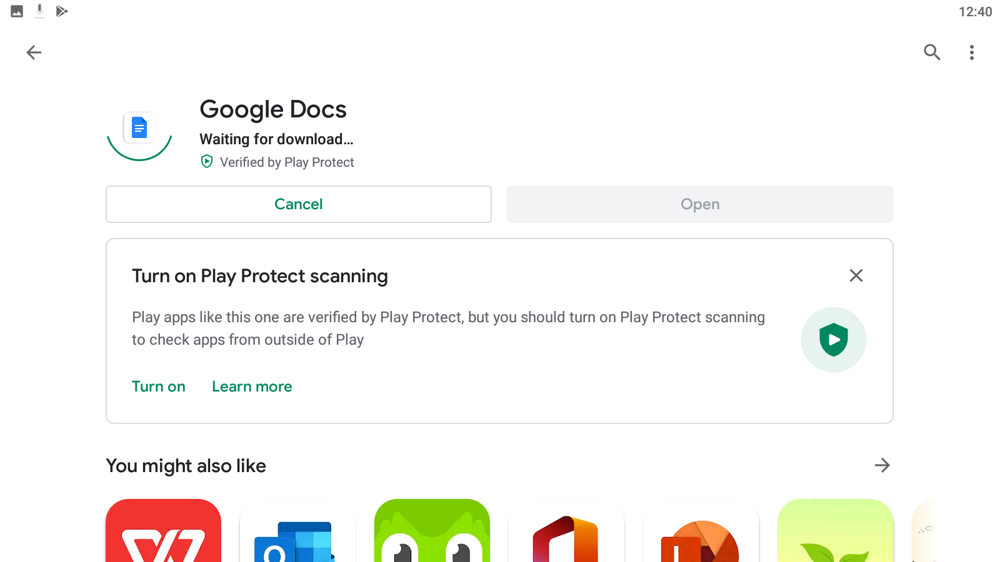 12:40
Google Docs
Waiting for download...
Verified by Play Protect
Cancel
Open
Turn on Play Protect scanning
Play apps like this one are verified by Play Protect, but you should turn on Play Protect scanning
to check apps from outside of Play
Turn on
Learn more
You might also like